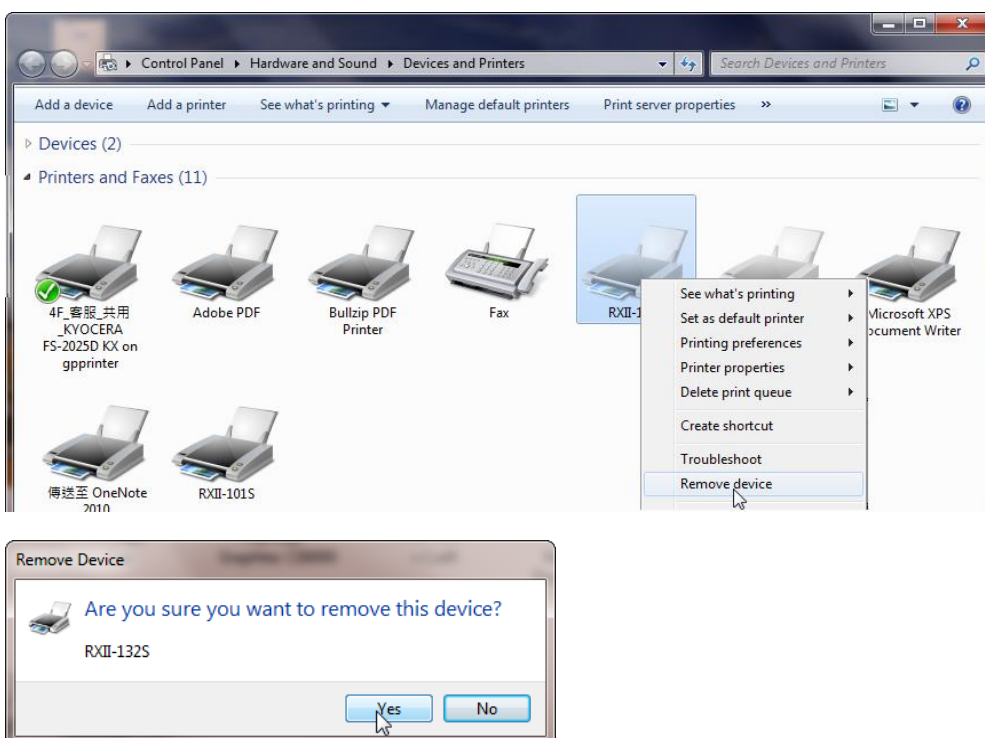 Control Panel ▸ Hardware and Sound ▸ Devices and Printers
Search Devices and Printers
Add a device Add a printer See what's printing Manage default printers Print server properties »
Devices (2)
Printers and Faxes (11)
4F_客服_共用
_KYOCERA
FS-2025D KX on
gpprinter
Adobe PDF
Bullzip PDF
Printer
Fax
RXII-1
Microsoft XPS
ocument Writer
See what's printing
Set as default printer
Printing preferences
Printer properties
Delete print queue
Create shortcut
Troubleshoot
Remove device
傳送至 OneNote
2010
RXII-101S
Remove Device
Are you sure you want to remove this device?
RXII-132S
Yes No